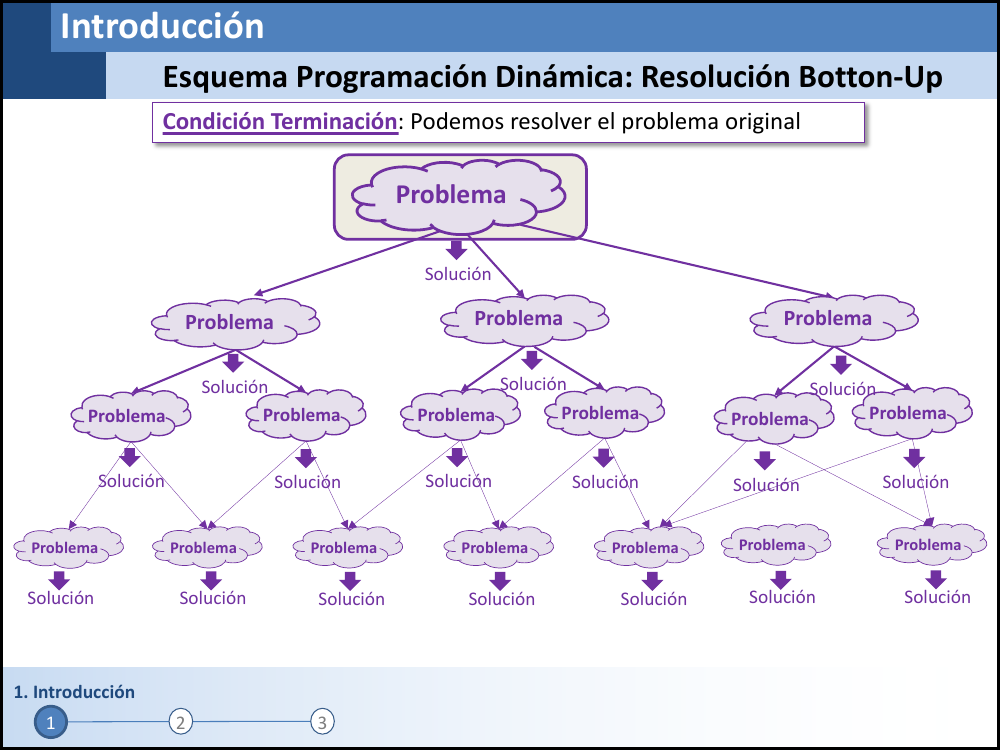 Introducción
Esquema Programación Dinámica: Resolución Botton-Up
Condición Terminación: Podemos resolver el problema original
Problema
Solución
Problema
Problema
Problema
Solución
Solución
Solución
Problema
Problema
Problema
Problema
Problema
Problema
Solución
Solución
Solución
Solución
Solución
Solución
Problema
Problema
Problema
Problema
Problema
Problema
Problema
Solución
Solución
Solución
Solución
Solución
Solución
Solución
1. Introducción
1
2
3